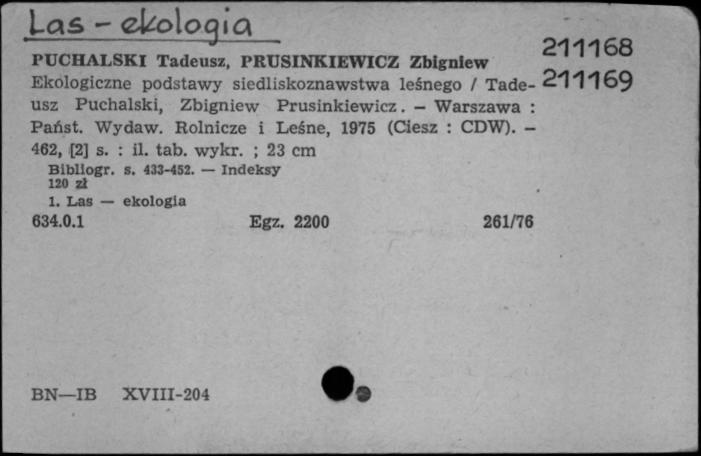 Las - ekologia
PUCHALSKI Tadeusz, PRUSINKIEWICZ Zbigniew 211168
Ekologiczne podstawy siedliskoznawstwa leśnego / Tade- 211169
usz Puchalski, Zbigniew Prusinkiewicz. – Warszawa :
Państ. Wydaw. Rolnicze i Leśne, 1975 (Ciesz : CDW). –
462, [2] s. : il. tab. wykr. ; 23 cm
Bibliogr. s. 433-452. — Indeksy
120 zł
1. Las — ekologia
634.0.1 Egz. 2200 261/76
BN—IB XVIII-204